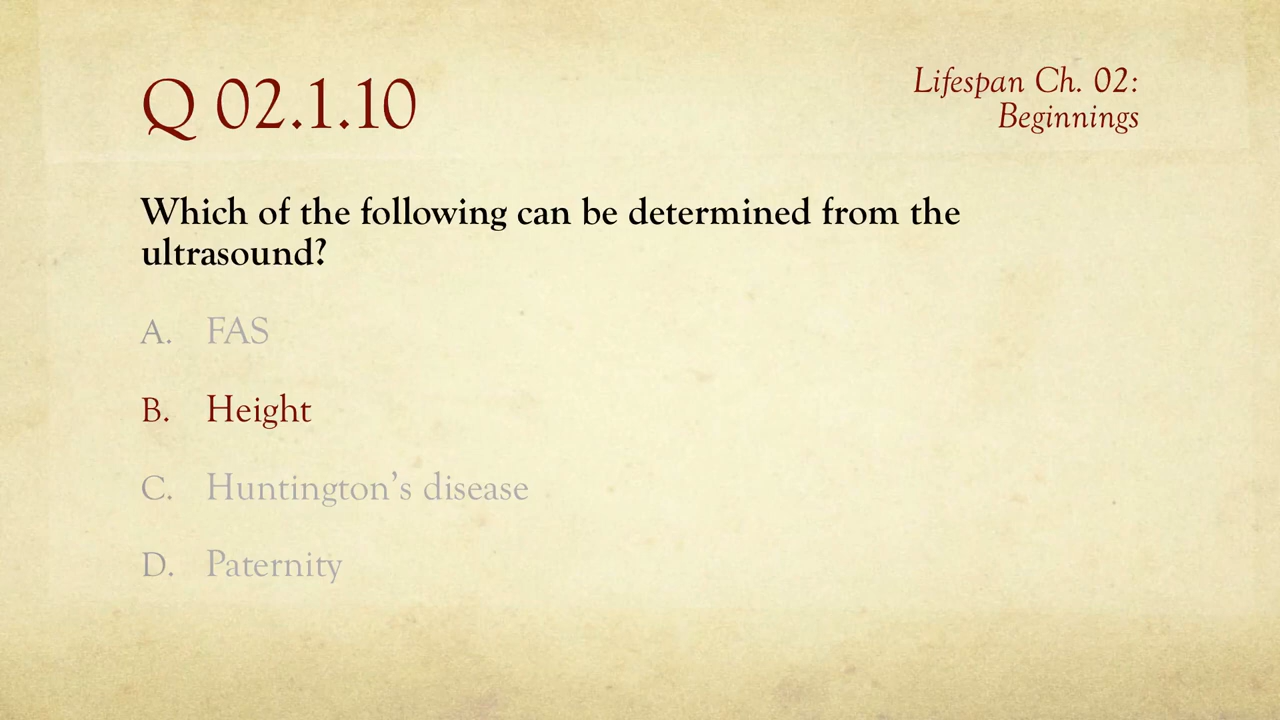 Q 02.1.10
Lifespan Ch. 02:
Beginnings
Which of the following can be determined from the
ultrasound?
A. FAS
B. Height
C. Huntington’s disease
D. Paternity